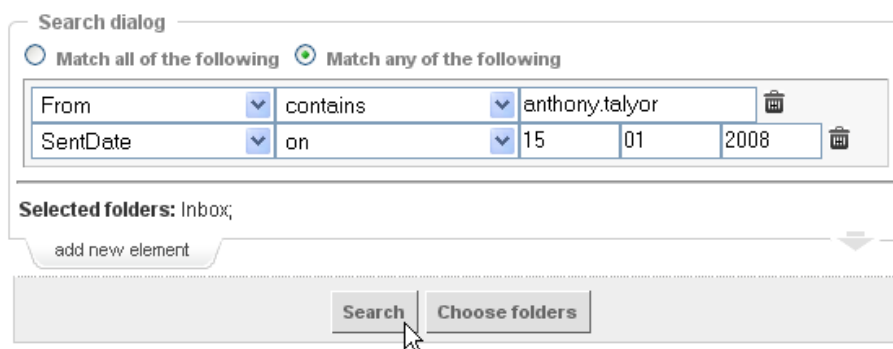 Search dialog
Match all of the following Match any of the following
From contains anthony.talyor
SentDate on 15 01 2008
Selected folders: Inbox;
add new element
Search Choose folders